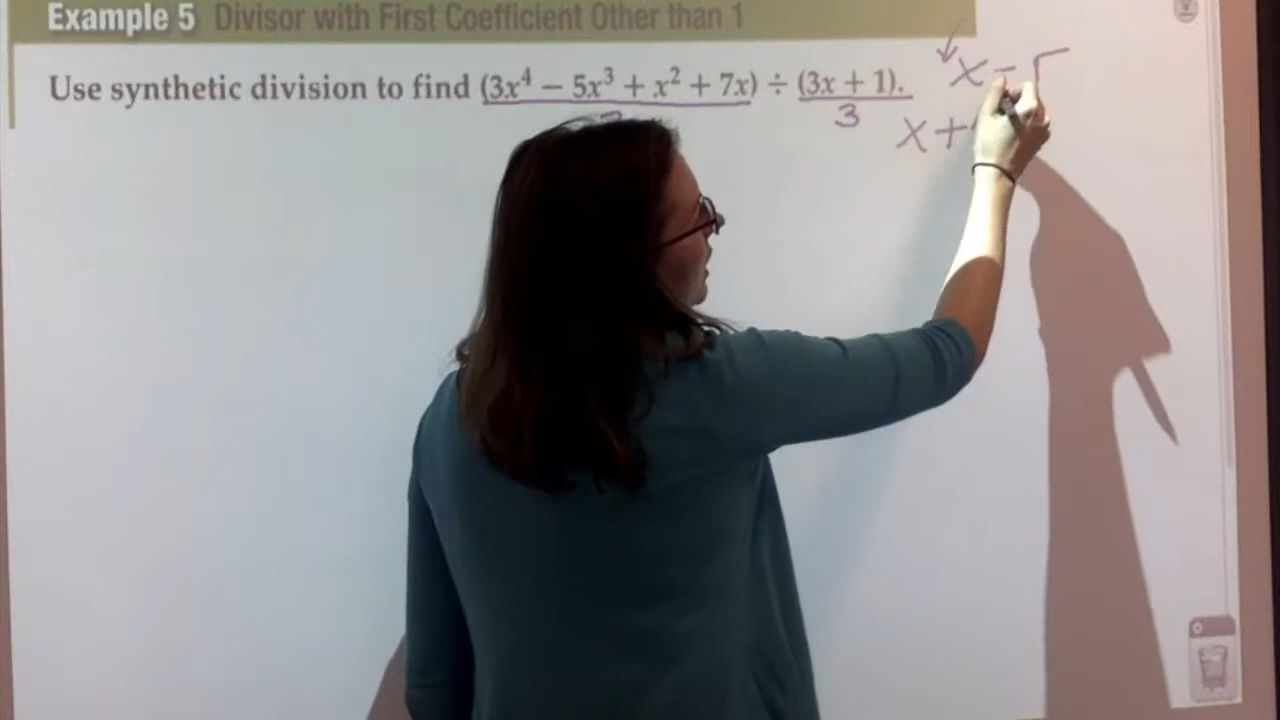 Example 5 Divisor with First Coefficient Other than 1
Use synthetic division to find (3x⁴ − 5x³ + x² + 7x) ÷ (3x + 1).
x −
3
x +